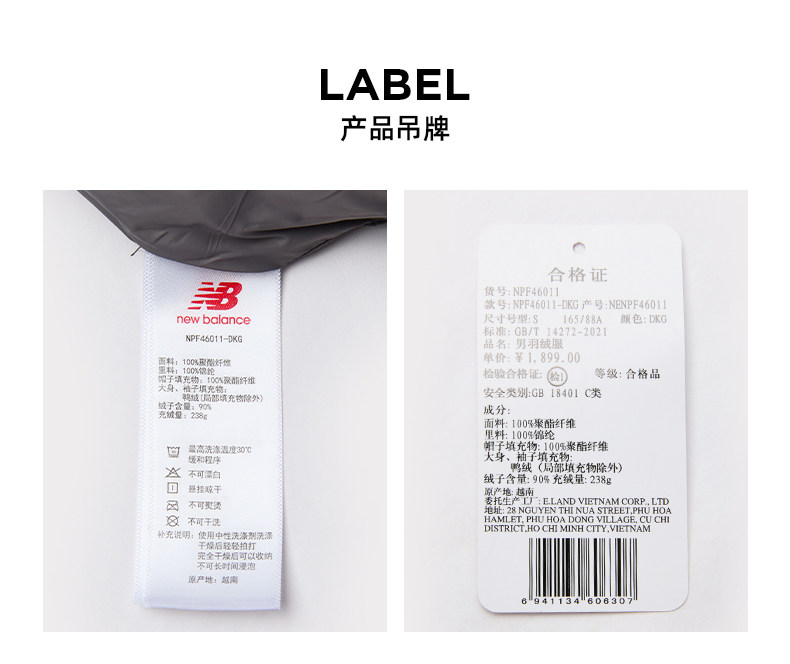 LABEL
产品吊牌
NB
new balance
NPF46011-DKG
面料: 100%聚酯纤维
里料: 100%锦纶
帽子填充物: 100%聚酯纤维
大身、袖子填充物:
鸭绒(局部填充物除外)
绒子含量: 90%
充绒量: 238g
最高洗涤温度30℃
缓和程序
不可漂白
悬挂晾干
不可熨烫
不可干洗
补充说明: 使用中性洗涤剂洗涤
干燥后轻轻拍打
完全干燥后可以收纳
不可长时间浸泡
原产地: 越南
合格证
货号: NPF46011
款号: NPF46011-DKG 产号: NENPF46011
尺寸号型: S 165/88A 颜色: DKG
标准: GB/T 14272-2021
品名: 男羽绒服
单价: ¥1,899.00
检验合格证: 检1 等级: 合格品
安全类别:GB 18401 C类
成分:
面料: 100%聚酯纤维
里料: 100%锦纶
帽子填充物: 100%聚酯纤维
大身、袖子填充物:
鸭绒 (局部填充物除外)
绒子含量: 90% 充绒量: 238g
原产地: 越南
委托生产工厂: E.LAND VIETNAM CORP., LTD
地址: 28 NGUYEN THI NUA STREET,PHU HOA
HAMLET, PHU HOA DONG VILLAGE, CU CHI
DISTRICT,HO CHI MINH CITY,VIETNAM
6 941134 606307